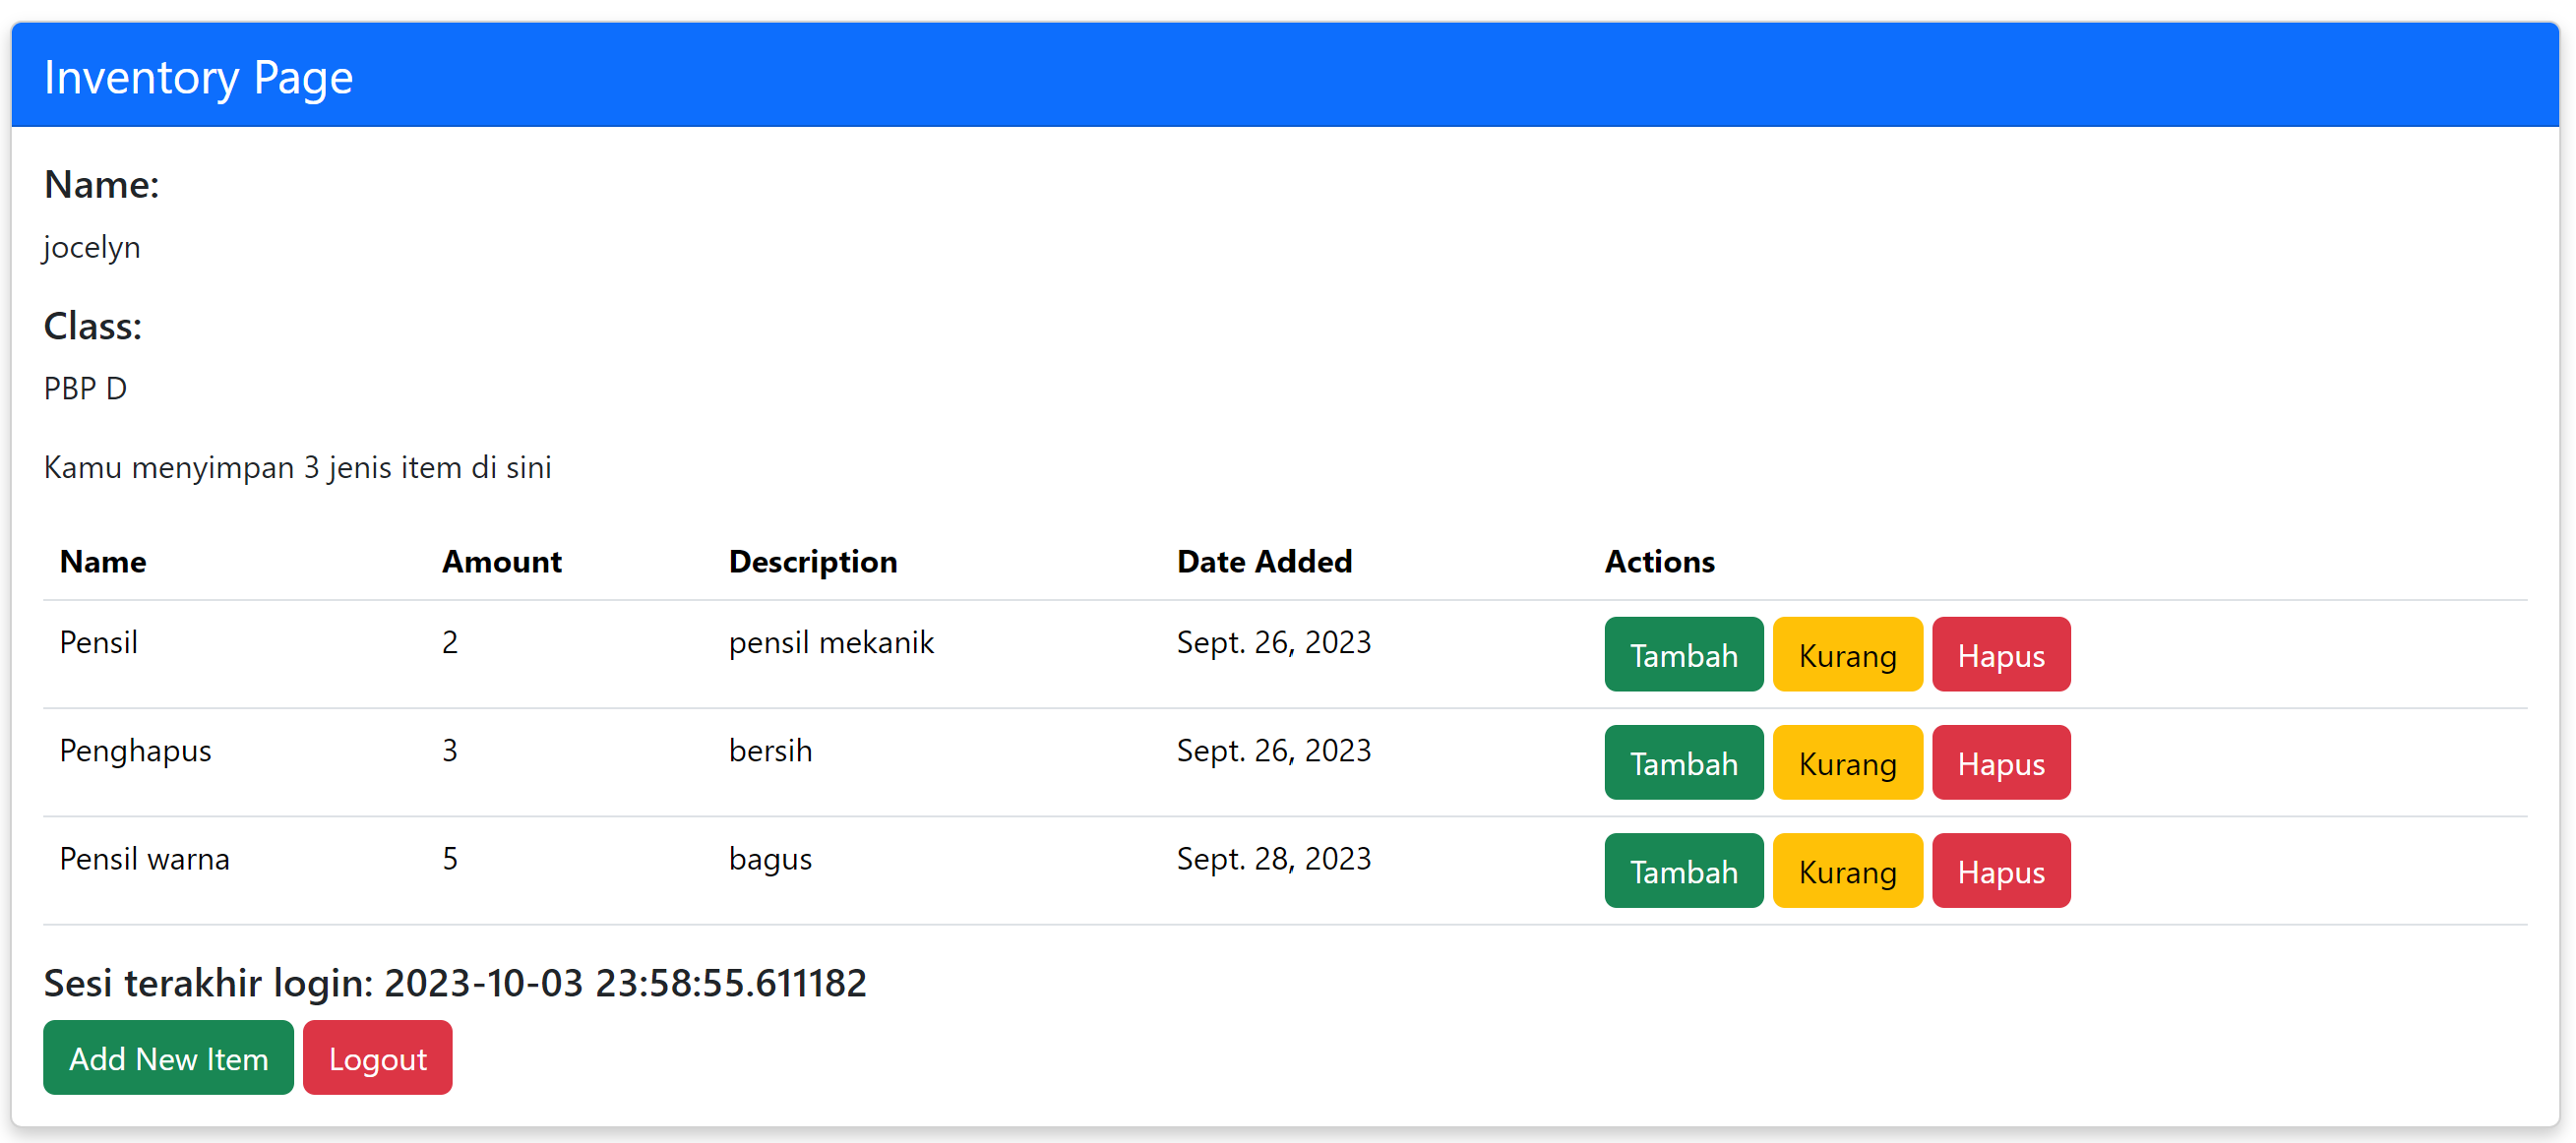 Inventory Page
Name:
jocelyn
Class:
PBP D
Kamu menyimpan 3 jenis item di sini
Name Amount Description Date Added Actions
Pensil 2 pensil mekanik Sept. 26, 2023 Tambah Kurang Hapus
Penghapus 3 bersih Sept. 26, 2023 Tambah Kurang Hapus
Pensil warna 5 bagus Sept. 28, 2023 Tambah Kurang Hapus
Sesi terakhir login: 2023-10-03 23:58:55.611182
Add New Item Logout